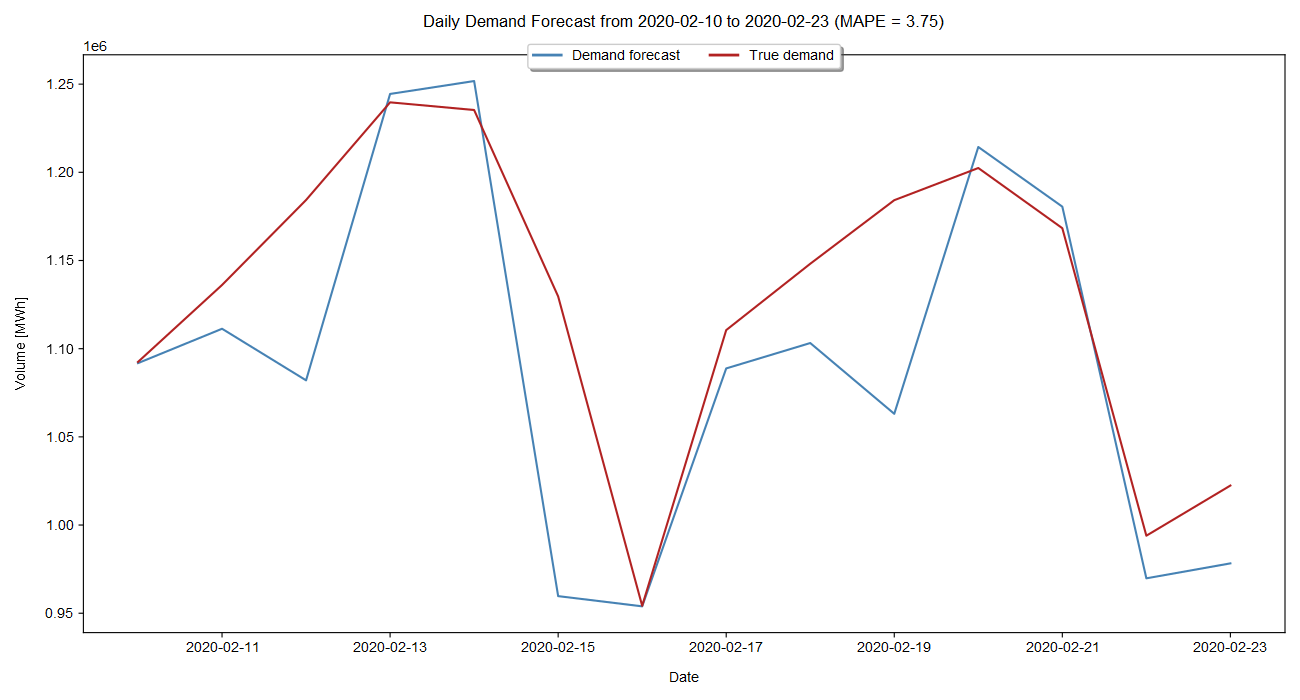 Daily Demand Forecast from 2020-02-10 to 2020-02-23 (MAPE = 3.75)
1e6
Demand forecast
True demand
1.25
1.20
1.15
1.10
1.05
1.00
0.95
Volume [MWh]
2020-02-11
2020-02-13
2020-02-15
2020-02-17
2020-02-19
2020-02-21
2020-02-23
Date